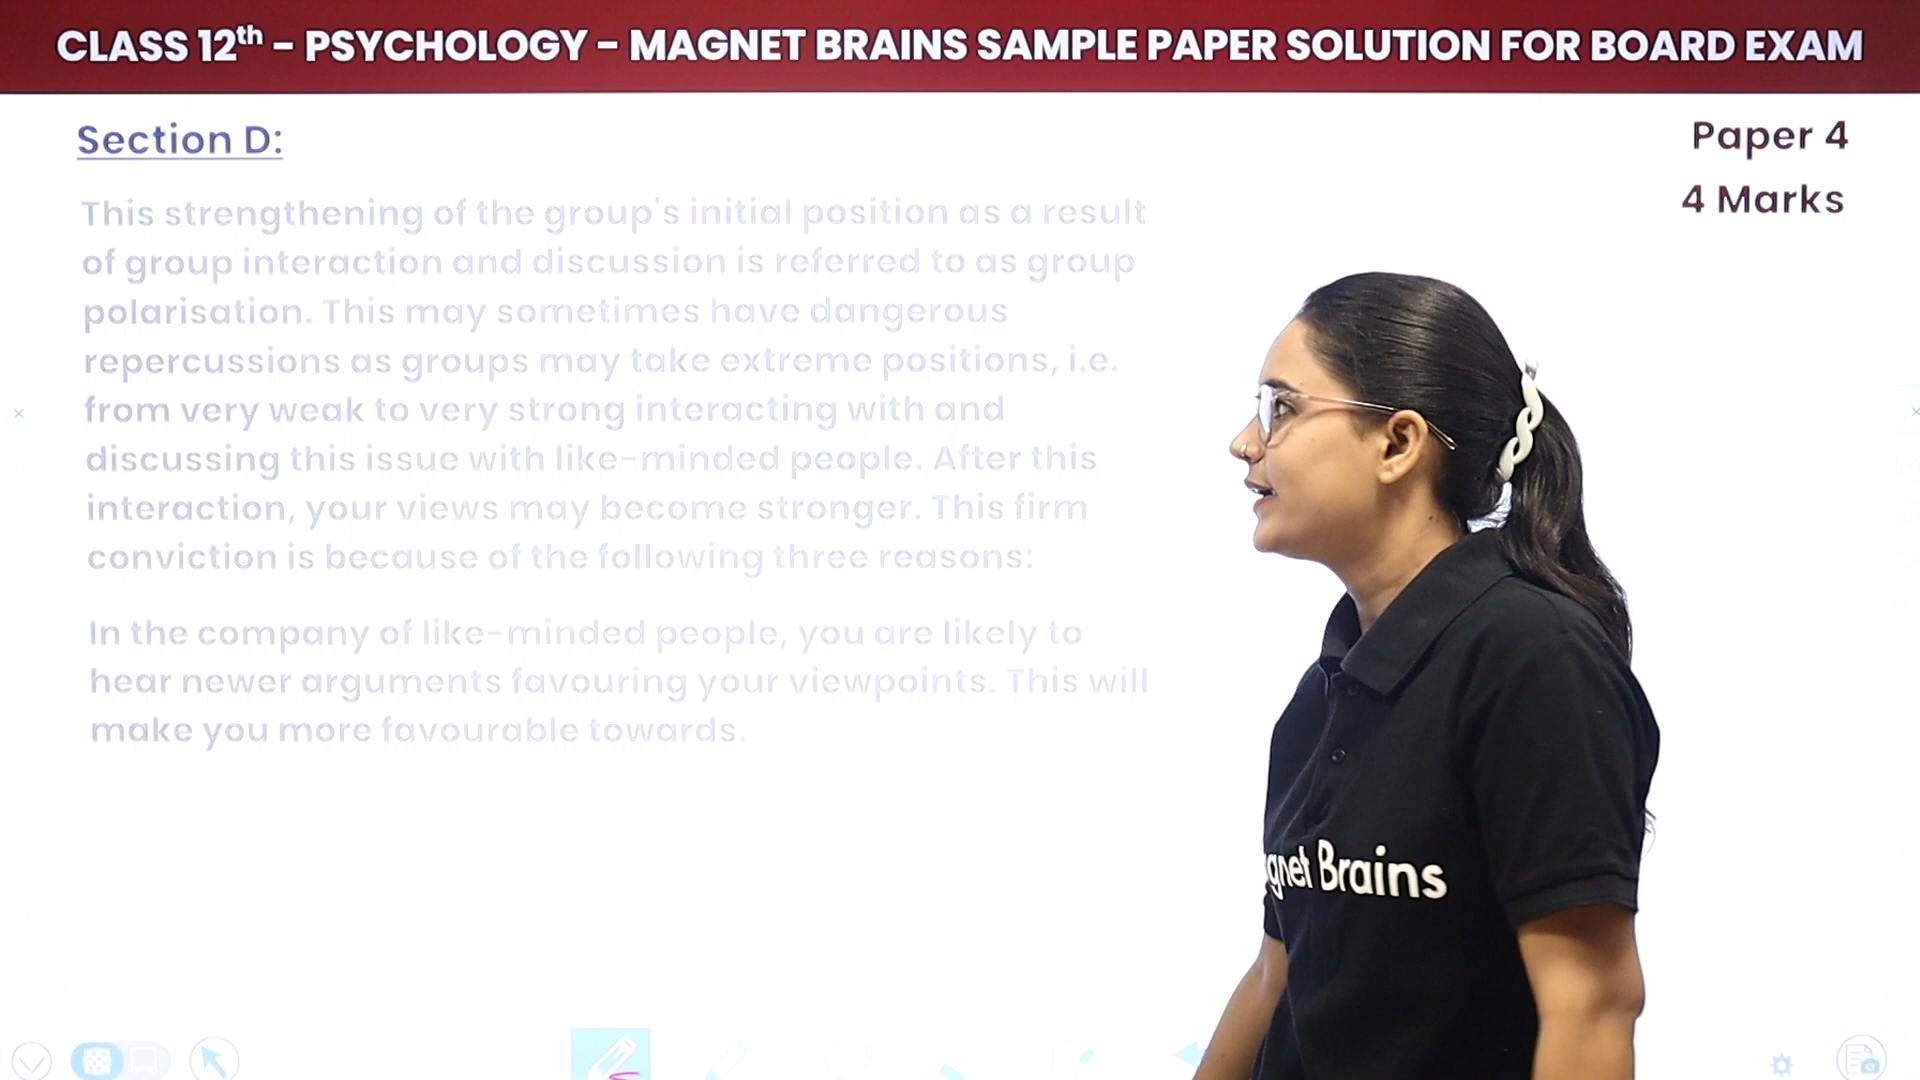 CLASS 12th - PSYCHOLOGY - MAGNET BRAINS SAMPLE PAPER SOLUTION FOR BOARD EXAM
Section D:
Paper 4
4 Marks
This strengthening of the group's initial position as a result
of group interaction and discussion is referred to as group
polarisation. This may sometimes have dangerous
repercussions as groups may take extreme positions, i.e.
from very weak to very strong interacting with and
discussing this issue with like-minded people. After this
interaction, your views may become stronger. This firm
conviction is because of the following three reasons:
In the company of like-minded people, you are likely to
hear newer arguments favouring your viewpoints. This will
make you more favourable towards.
gnet Brains